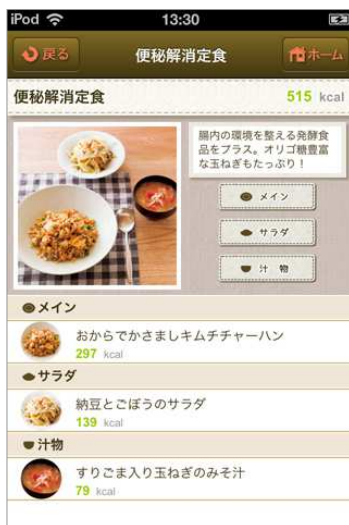 iPod 13:30
戻る 便秘解消定食 ホーム
便秘解消定食 515 kcal
腸内の環境を整える発酵食
品をプラス。オリゴ糖豊富
な玉ねぎもたっぷり！
メイン
サラダ
汁 物
メイン
おからでかさましキムチチャーハン
297 kcal
サラダ
納豆とごぼうのサラダ
139 kcal
汁物
すりごま入り玉ねぎのみそ汁
79 kcal